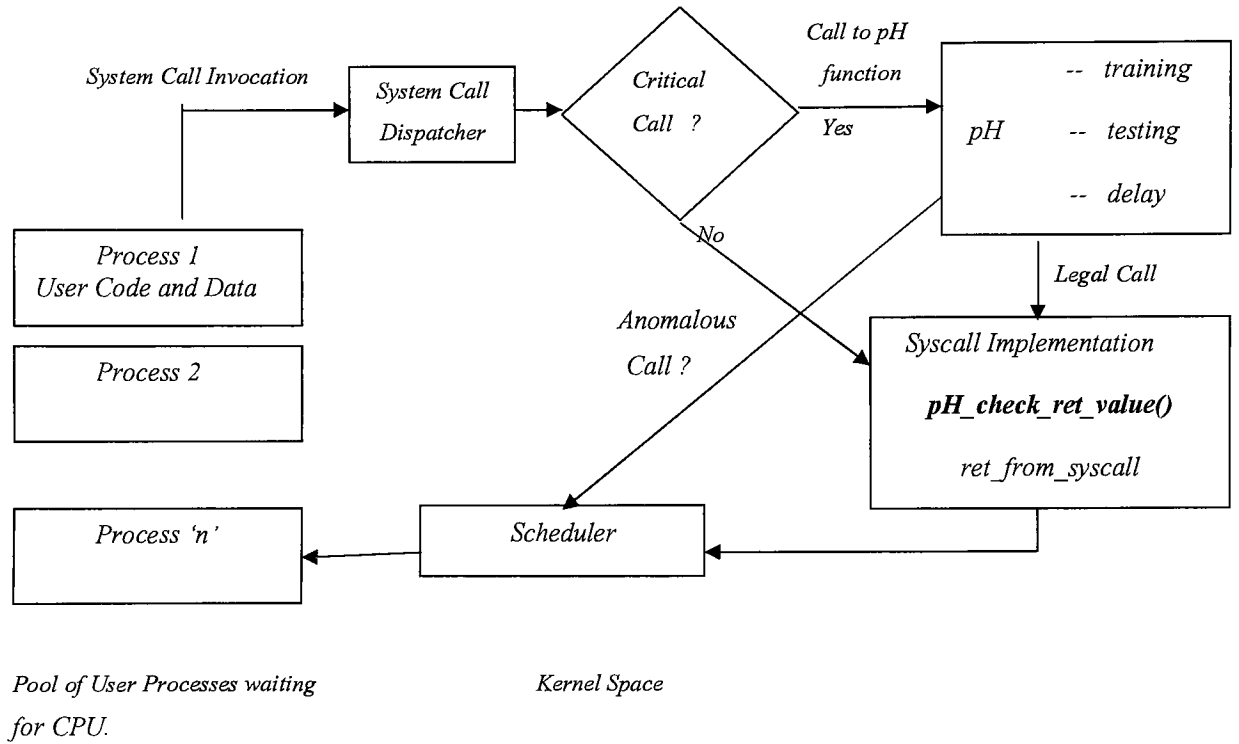 System Call Invocation
System Call
Dispatcher
Critical
Call ?
Call to pH
function
Yes
No
-- training
pH -- testing
-- delay
Legal Call
Process 1
User Code and Data
Process 2
Process ‘n’
Anomalous
Call ?
Syscall Implementation
pH_check_ret_value()
ret_from_syscall
Scheduler
Pool of User Processes waiting
for CPU.
Kernel Space